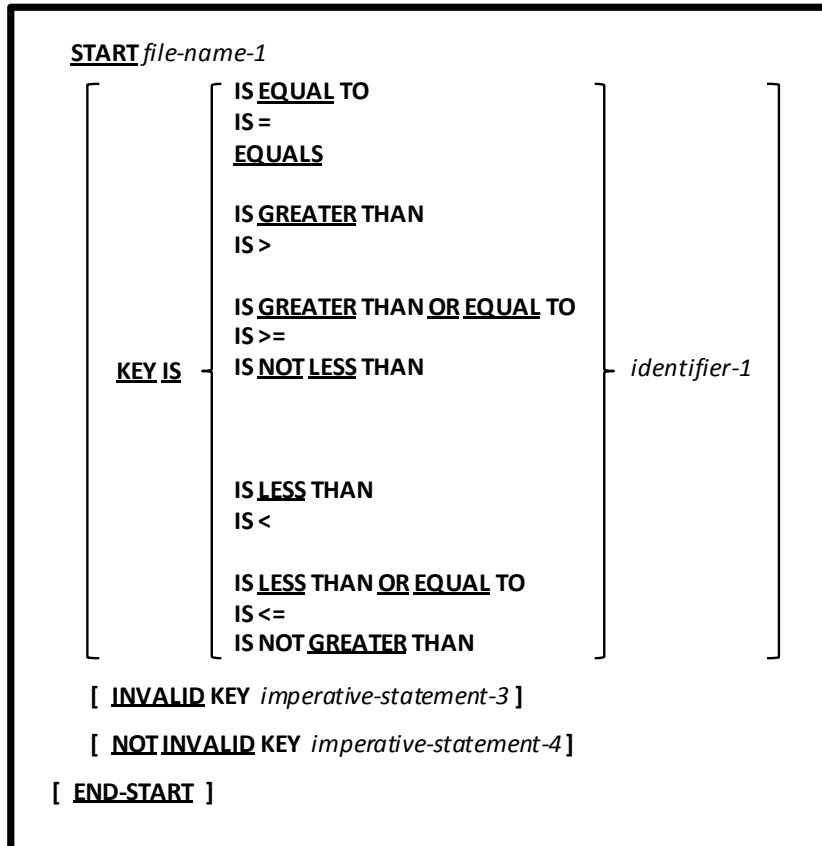 START file-name-1
IS EQUAL TO
IS =
EQUALS
IS GREATER THAN
IS >
IS GREATER THAN OR EQUAL TO
IS >=
KEY IS IS NOT LESS THAN identifier-1
IS LESS THAN
IS <
IS LESS THAN OR EQUAL TO
IS <=
IS NOT GREATER THAN
[ INVALID KEY imperative-statement-3 ]
[ NOT INVALID KEY imperative-statement-4 ]
[ END-START ]